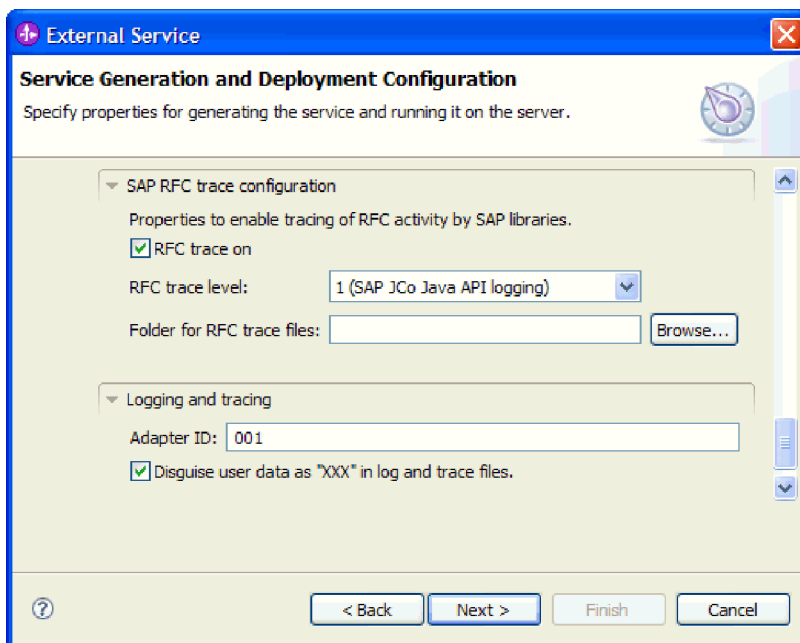 External Service
Service Generation and Deployment Configuration
Specify properties for generating the service and running it on the server.
SAP RFC trace configuration
Properties to enable tracing of RFC activity by SAP libraries.
RFC trace on
RFC trace level: 1 (SAP JCo Java API logging)
Folder for RFC trace files: Browse...
Logging and tracing
Adapter ID: 001
Disguise user data as "XXX" in log and trace files.
? < Back Next > Finish Cancel